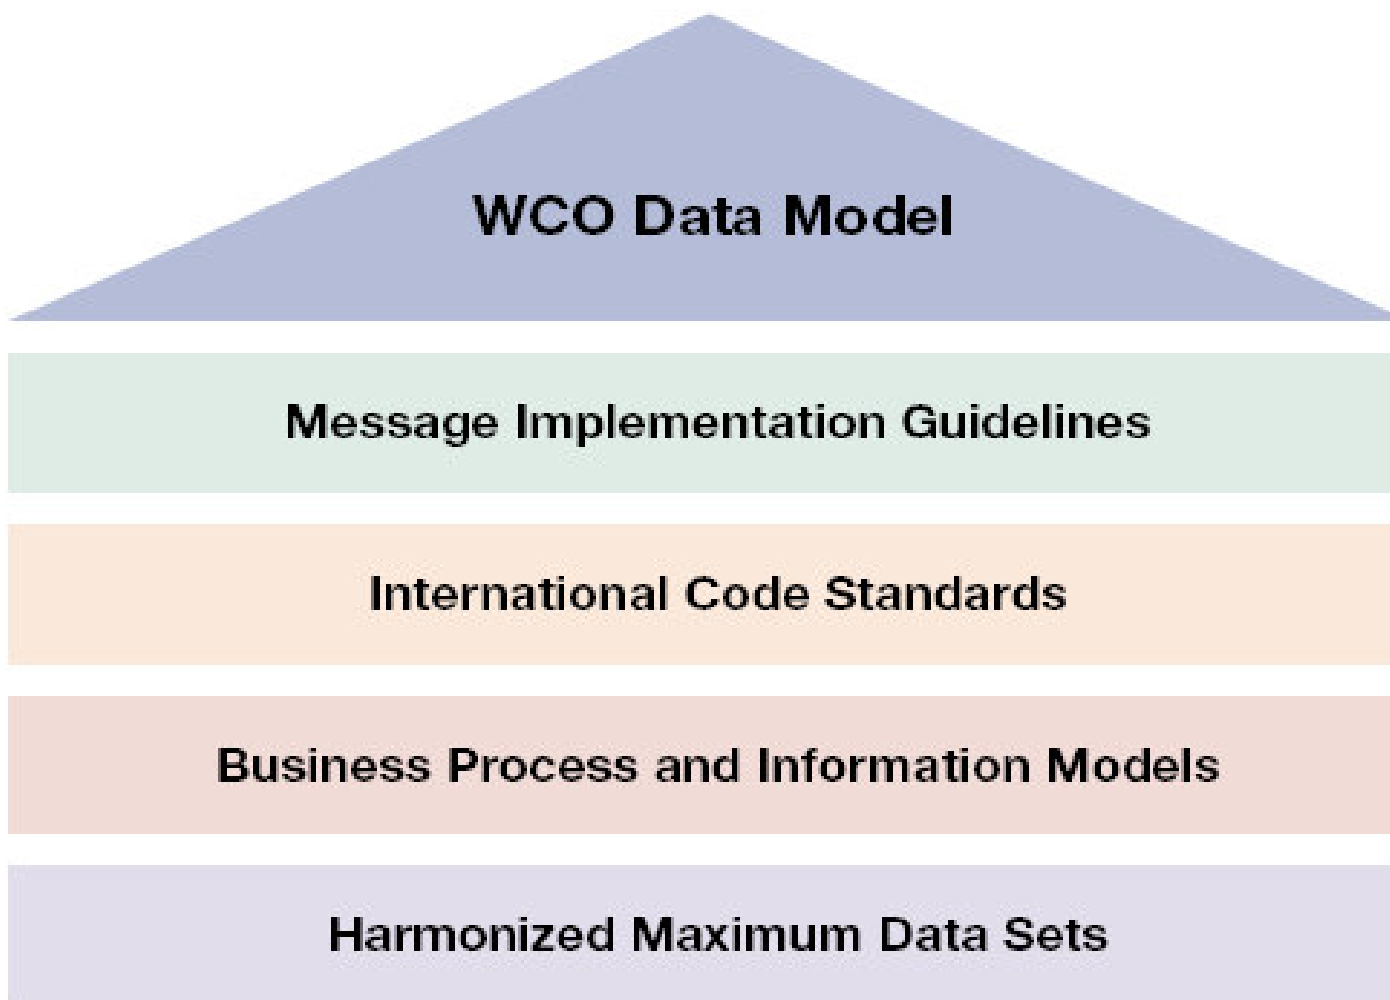 WCO Data Model
Message Implementation Guidelines
International Code Standards
Business Process and Information Models
Harmonized Maximum Data Sets